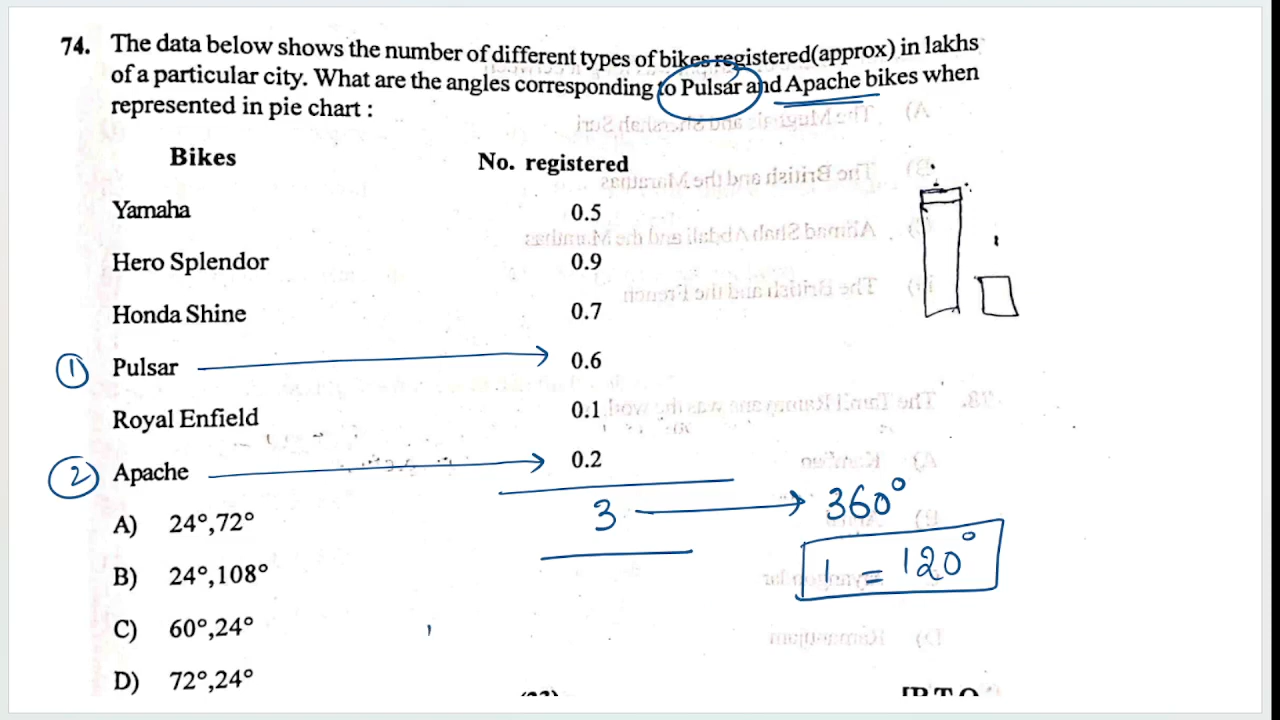 74. The data below shows the number of different types of bikes registered(approx) in lakhs
of a particular city. What are the angles corresponding to Pulsar and Apache bikes when
represented in pie chart :
Bikes No. registered
Yamaha 0.5
Hero Splendor 0.9
Honda Shine 0.7
1 Pulsar 0.6
Royal Enfield 0.1
2 Apache 0.2
3 360°
1 = 120°
A) 24°,72°
B) 24°,108°
C) 60°,24°
D) 72°,24°